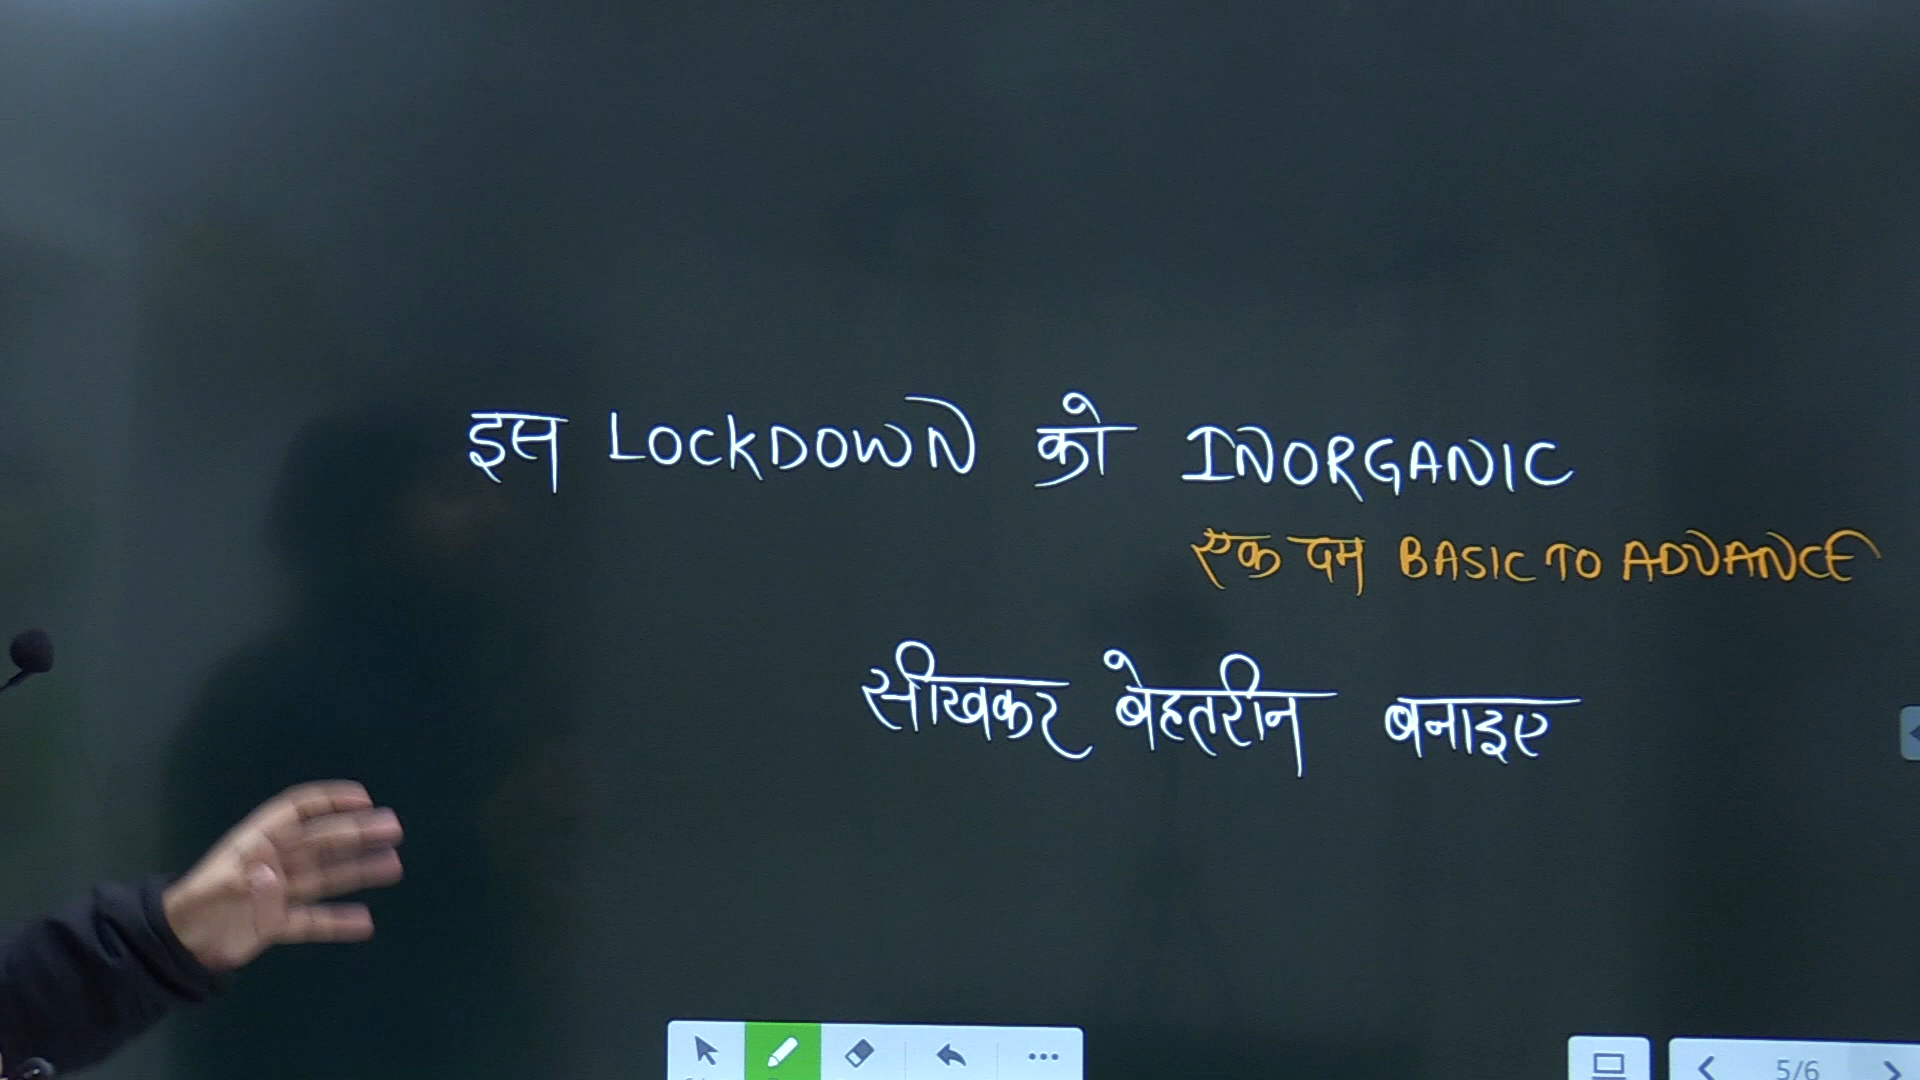 इस LOCKDOWN को INORGANIC
एक दम BASIC TO ADVANCE
सीखकर बेहतरीन बनाइए
5/6